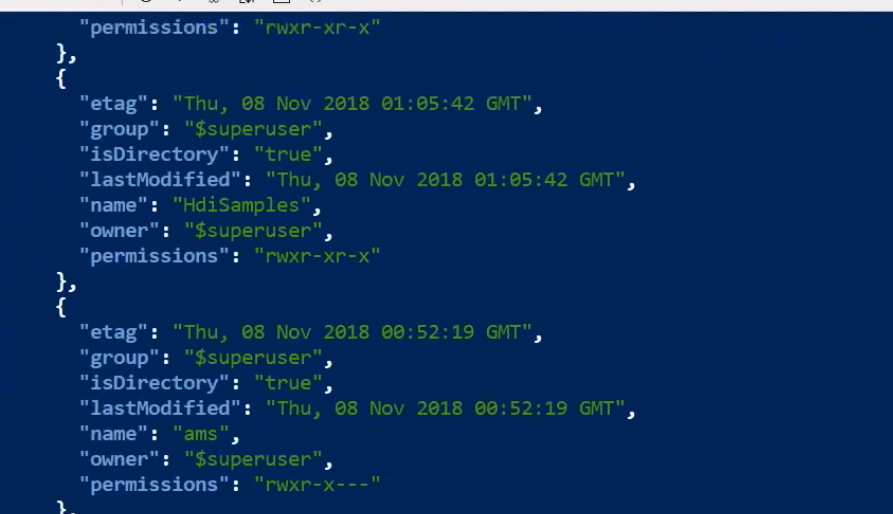 "permissions": "rwxr-xr-x"
},
{
"etag": "Thu, 08 Nov 2018 01:05:42 GMT",
"group": "$superuser",
"isDirectory": "true",
"lastModified": "Thu, 08 Nov 2018 01:05:42 GMT",
"name": "HdiSamples",
"owner": "$superuser",
"permissions": "rwxr-xr-x"
},
{
"etag": "Thu, 08 Nov 2018 00:52:19 GMT",
"group": "$superuser",
"isDirectory": "true",
"lastModified": "Thu, 08 Nov 2018 00:52:19 GMT",
"name": "ams",
"owner": "$superuser",
"permissions": "rwxr-x---"
},